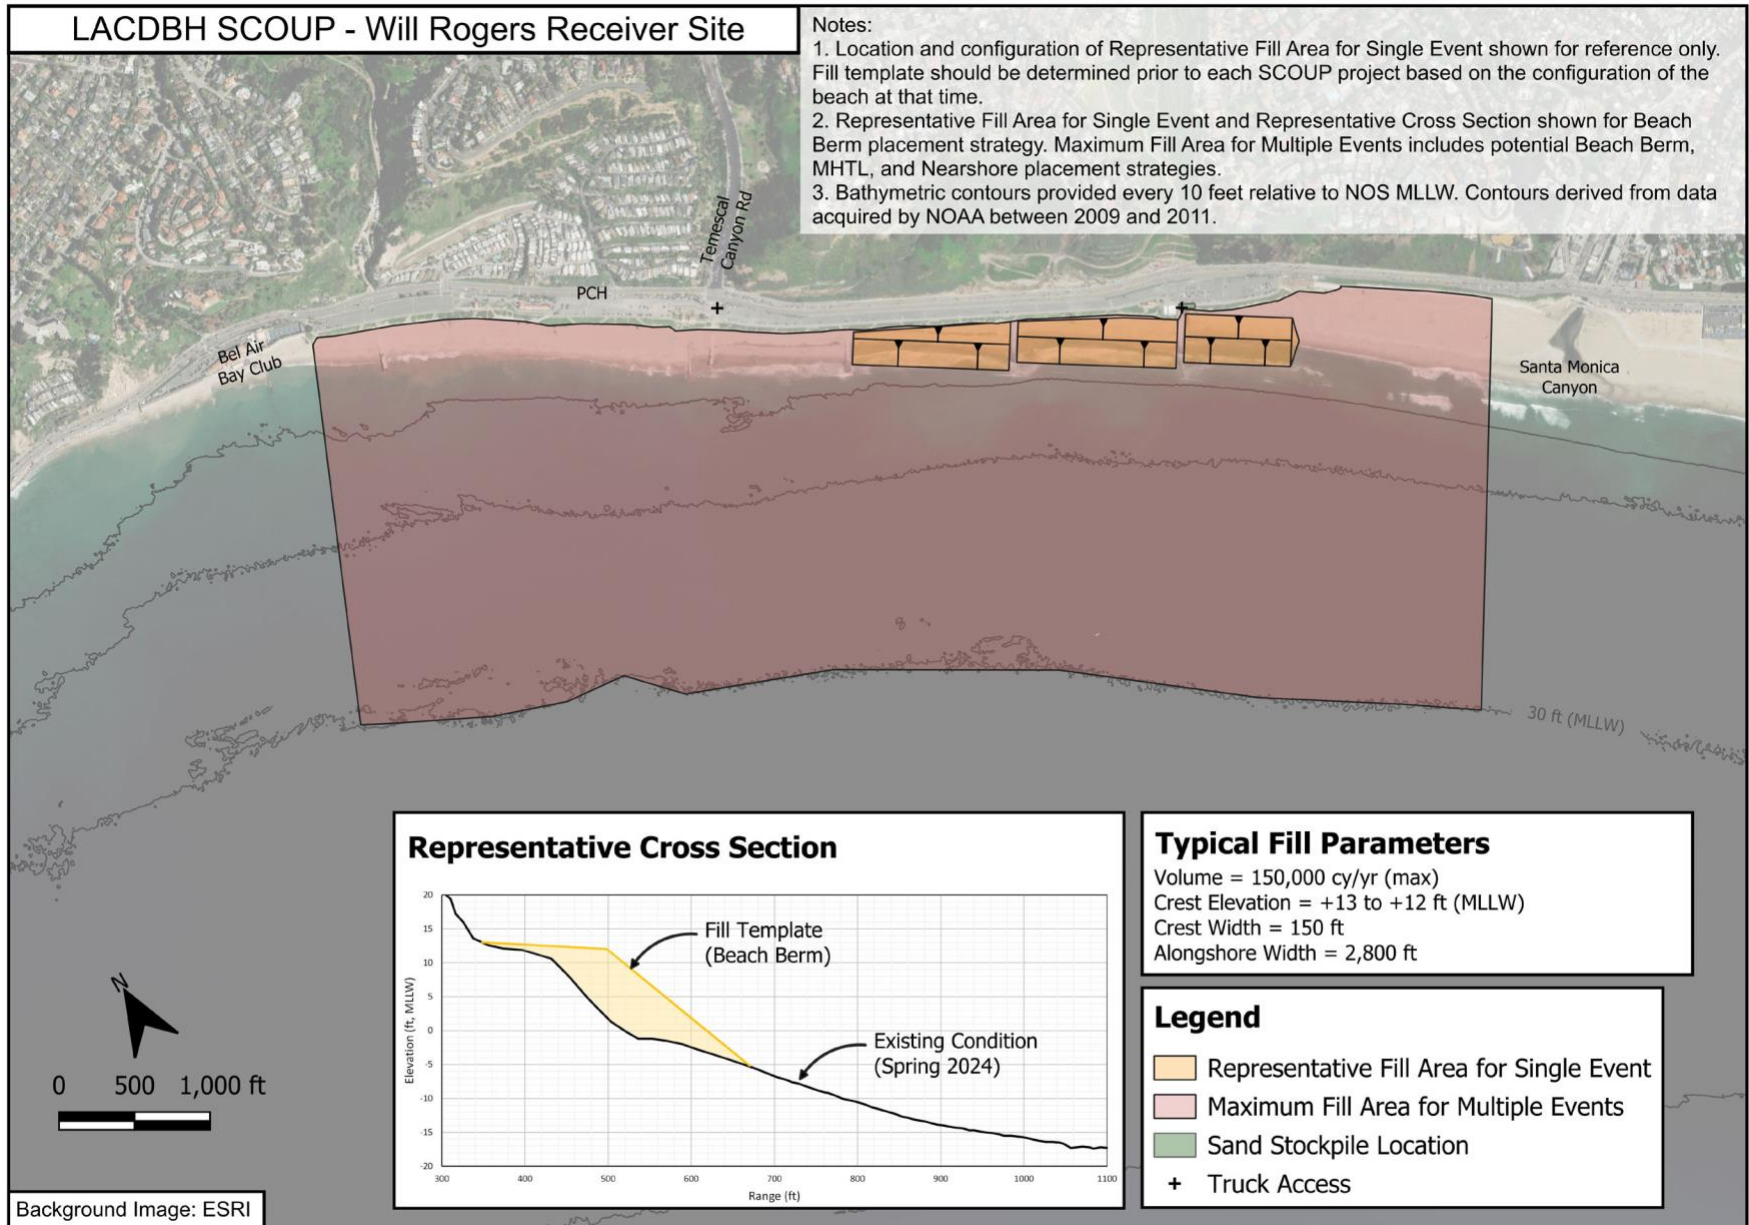 LACDBH SCOUP - Will Rogers Receiver Site
Notes:
1. Location and configuration of Representative Fill Area for Single Event shown for reference only.
Fill template should be determined prior to each SCOUP project based on the configuration of the
beach at that time.
2. Representative Fill Area for Single Event and Representative Cross Section shown for Beach
Berm placement strategy. Maximum Fill Area for Multiple Events includes potential Beach Berm,
MHTL, and Nearshore placement strategies.
3. Bathymetric contours provided every 10 feet relative to NOS MLLW. Contours derived from data
acquired by NOAA between 2009 and 2011.
Temescal
Canyon Rd
PCH
Bel Air
Bay Club
Santa Monica
Canyon
30 ft (MLLW)
N
0 500 1,000 ft
Representative Cross Section
20
15
10
5
0
-5
-10
-15
-20
Elevation (ft, MLLW)
Fill Template
(Beach Berm)
Existing Condition
(Spring 2024)
300 400 500 600 700 800 900 1000 1100
Range (ft)
Typical Fill Parameters
Volume = 150,000 cy/yr (max)
Crest Elevation = +13 to +12 ft (MLLW)
Crest Width = 150 ft
Alongshore Width = 2,800 ft
Legend
Representative Fill Area for Single Event
Maximum Fill Area for Multiple Events
Sand Stockpile Location
+ Truck Access
Background Image: ESRI